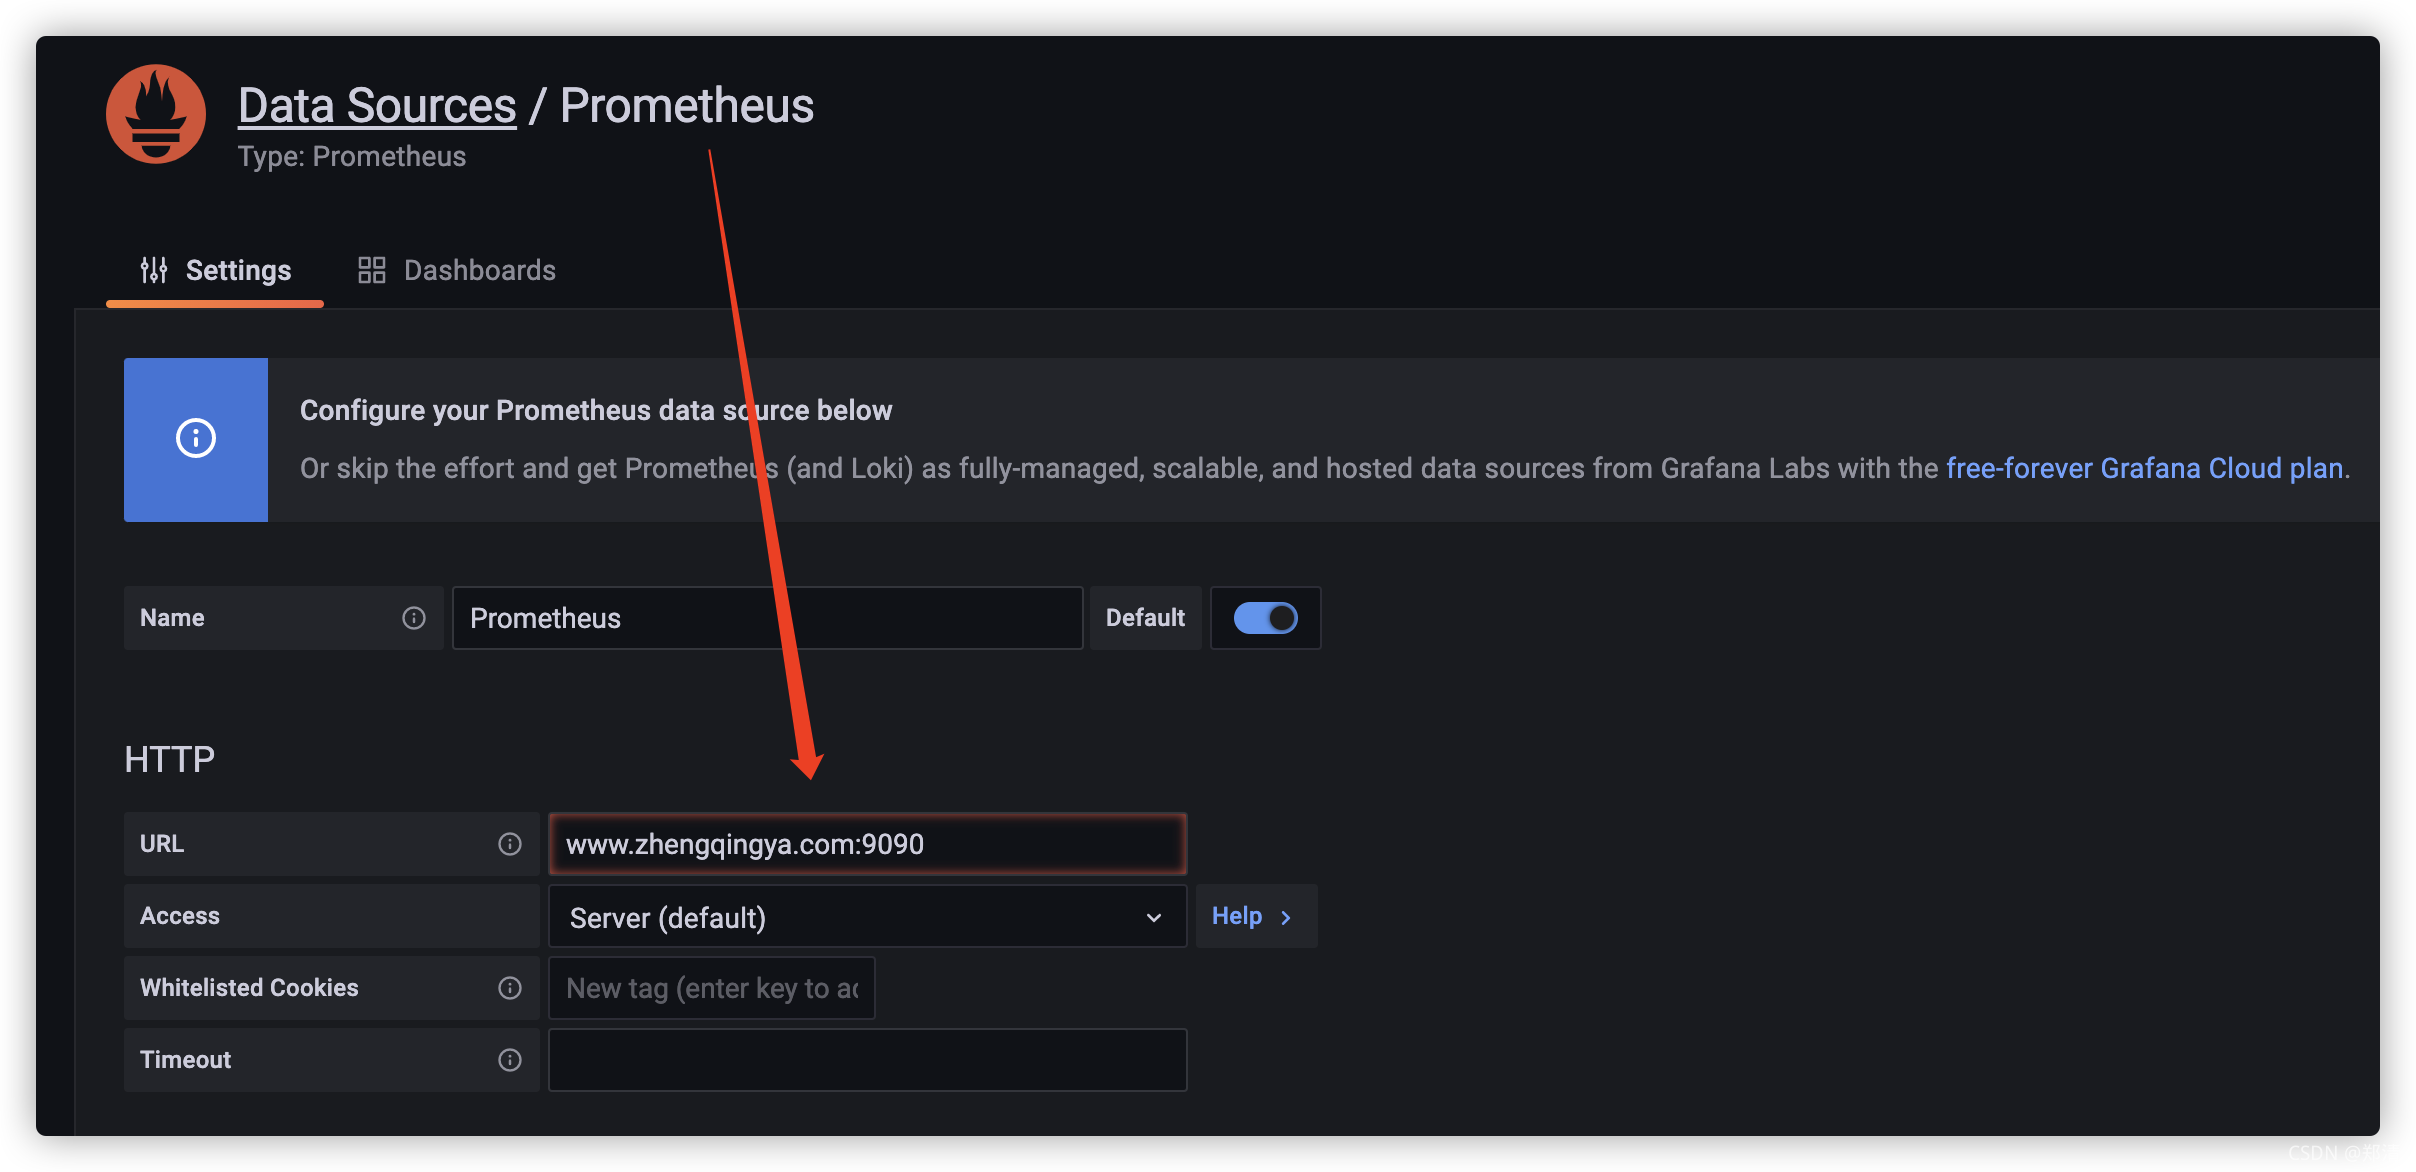 Data Sources / Prometheus
Type: Prometheus
Settings
Dashboards
Configure your Prometheus data source below
Or skip the effort and get Prometheus (and Loki) as fully-managed, scalable, and hosted data sources from Grafana Labs with the free-forever Grafana Cloud plan.
Name
Prometheus
Default
HTTP
URL
www.zhengqingya.com:9090
Access
Server (default)
Help
Whitelisted Cookies
New tag (enter key to ad
Timeout
CSDN